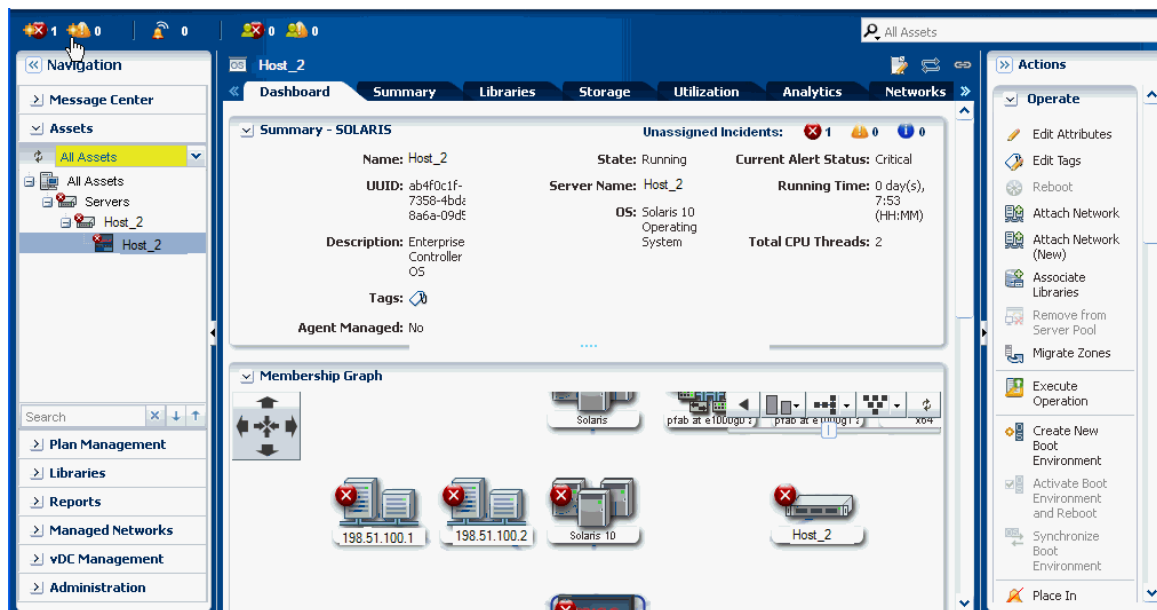 1 0 0 0 0
All Assets
Navigation
Message Center
Assets
All Assets
All Assets
Servers
Host_2
Host_2
Search
Plan Management
Libraries
Reports
Managed Networks
vDC Management
Administration
OS Host_2
Dashboard Summary Libraries Storage Utilization Analytics Networks
Summary - SOLARIS
Unassigned Incidents: 1 0 0
Name: Host_2
UUID: ab4f0c1f-
7358-4bda
8a6a-09d5
Description: Enterprise
Controller
OS
Tags:
Agent Managed: No
State: Running
Server Name: Host_2
OS: Solaris 10
Operating
System
Current Alert Status: Critical
Running Time: 0 day(s),
7:53
(HH:MM)
Total CPU Threads: 2
Membership Graph
Solaris
x64
198.51.100.1
198.51.100.2
Solaris 10
Host_2
Actions
Operate
Edit Attributes
Edit Tags
Reboot
Attach Network
Attach Network
(New)
Associate
Libraries
Remove from
Server Pool
Migrate Zones
Execute
Operation
Create New
Boot
Environment
Activate Boot
Environment
and Reboot
Synchronize
Boot
Environment
Place In